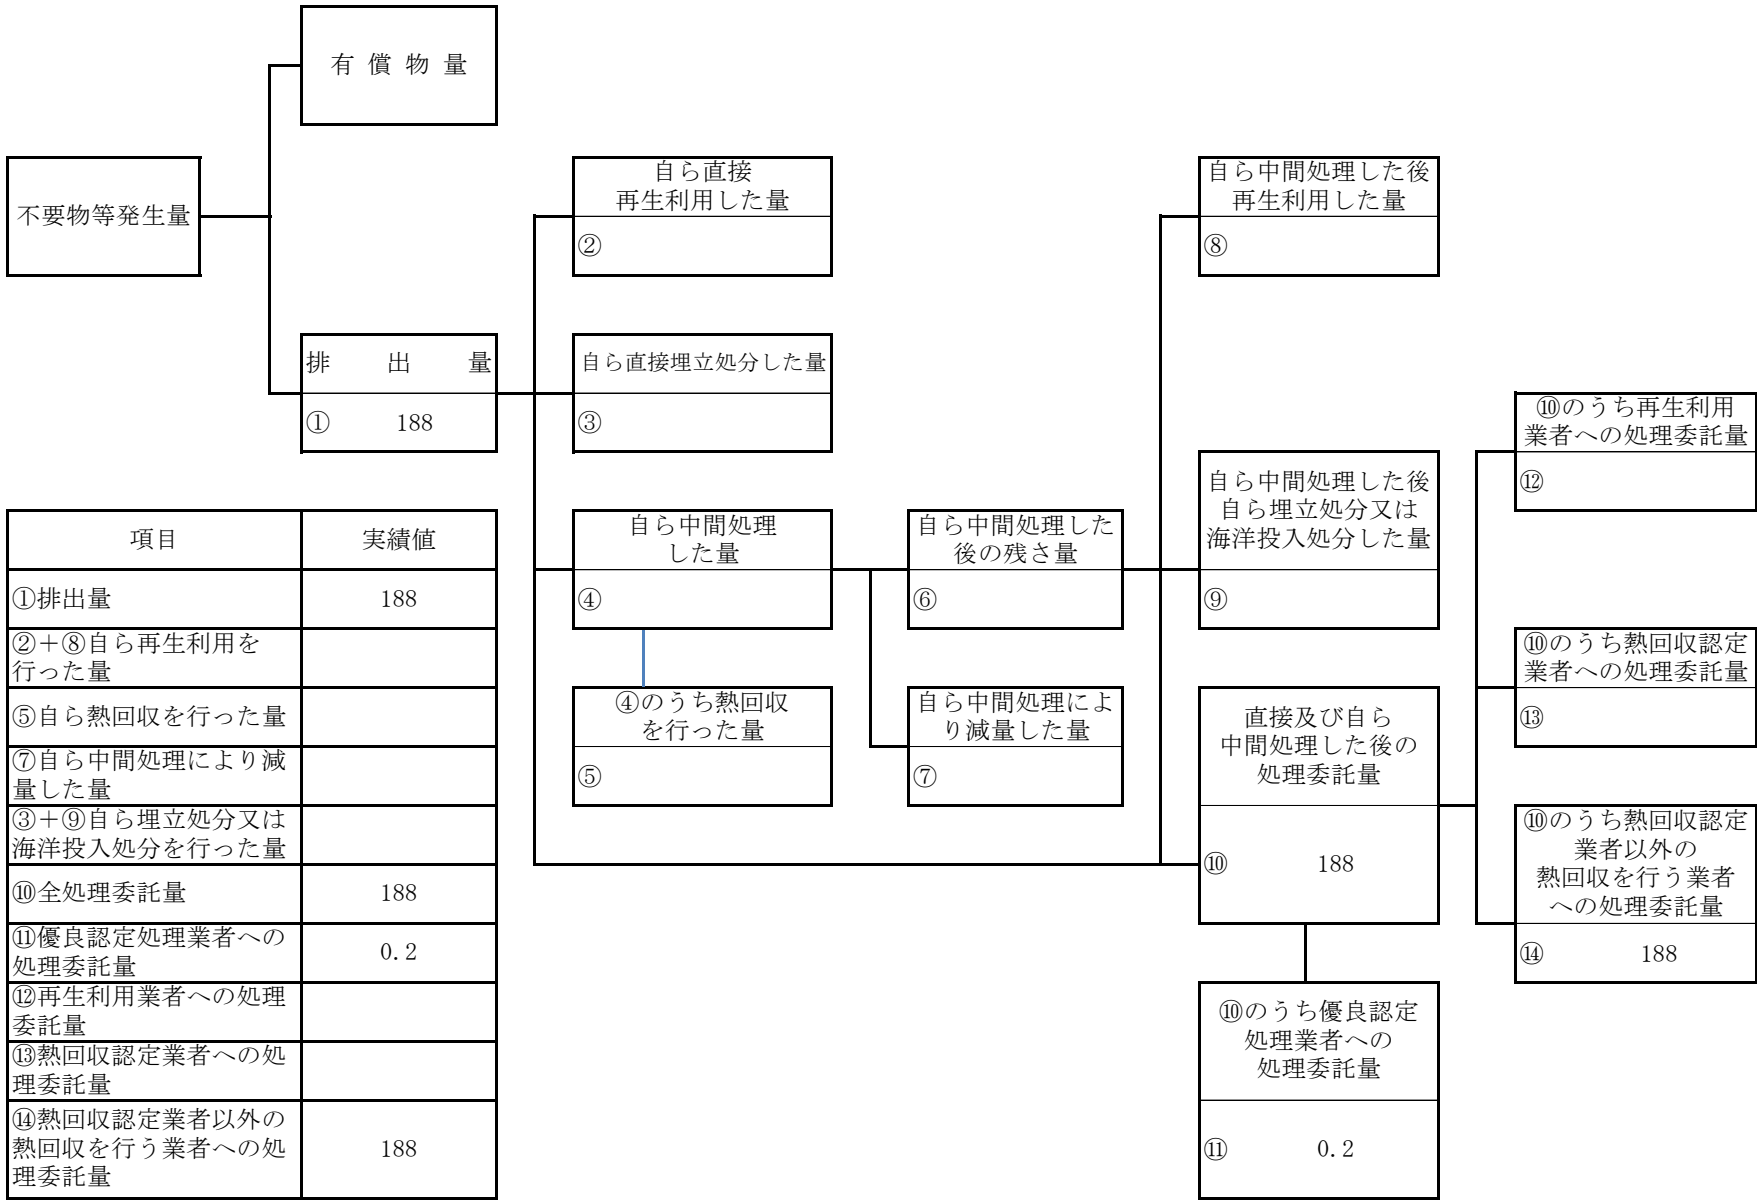 有 償 物 量
不要物等発生量
自ら直接
再生利用した量
②
自ら中間処理した後
再生利用した量
⑧
排 出 量
① 188
自ら直接埋立処分した量
③
⑩のうち再生利用
業者への処理委託量
⑫
自ら中間処理
した量
④
自ら中間処理した
後の残さ量
⑥
自ら中間処理した後
自ら埋立処分又は
海洋投入処分した量
⑨
⑩のうち熱回収認定
業者への処理委託量
⑬
④のうち熱回収
を行った量
⑤
自ら中間処理によ
り減量した量
⑦
直接及び自ら
中間処理した後の
処理委託量
⑩ 188
⑩のうち熱回収認定
業者以外の
熱回収を行う業者
への処理委託量
⑭ 188
⑩のうち優良認定
処理業者への
処理委託量
⑪ 0.2
項目 実績値
①排出量 188
②＋⑧自ら再生利用を
行った量
⑤自ら熱回収を行った量
⑦自ら中間処理により減
量した量
③＋⑨自ら埋立処分又は
海洋投入処分を行った量
⑩全処理委託量 188
⑪優良認定処理業者への
処理委託量 0.2
⑫再生利用業者への処理
委託量
⑬熱回収認定業者への処
理委託量
⑭熱回収認定業者以外の
熱回収を行う業者への処
理委託量 188